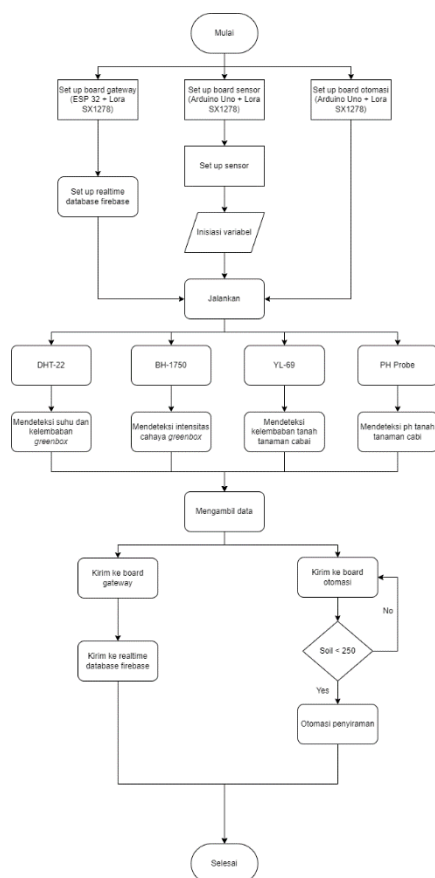 Mulai
Set up board gateway
(ESP 32 + Lora
SX1278)
Set up board sensor
(Arduino Uno + Lora
SX1278)
Set up board otomasi
(Arduino Uno + Lora
SX1278)
Set up realtime
database firebase
Set up sensor
Inisiasi variabel
Jalankan
DHT-22
BH-1750
YL-69
PH Probe
Mendeteksi suhu dan
kelembaban
greenbox
Mendeteksi intensitas
cahaya greenbox
Mendeteksi
kelembaban tanah
tanaman cabai
Mendeteksi ph tanah
tanaman cabi
Mengambil data
Kirim ke board
gateway
Kirim ke board
otomasi
No
Kirim ke realtime
database firebase
Soil < 250
Yes
Otomasi penyiraman
Selesai